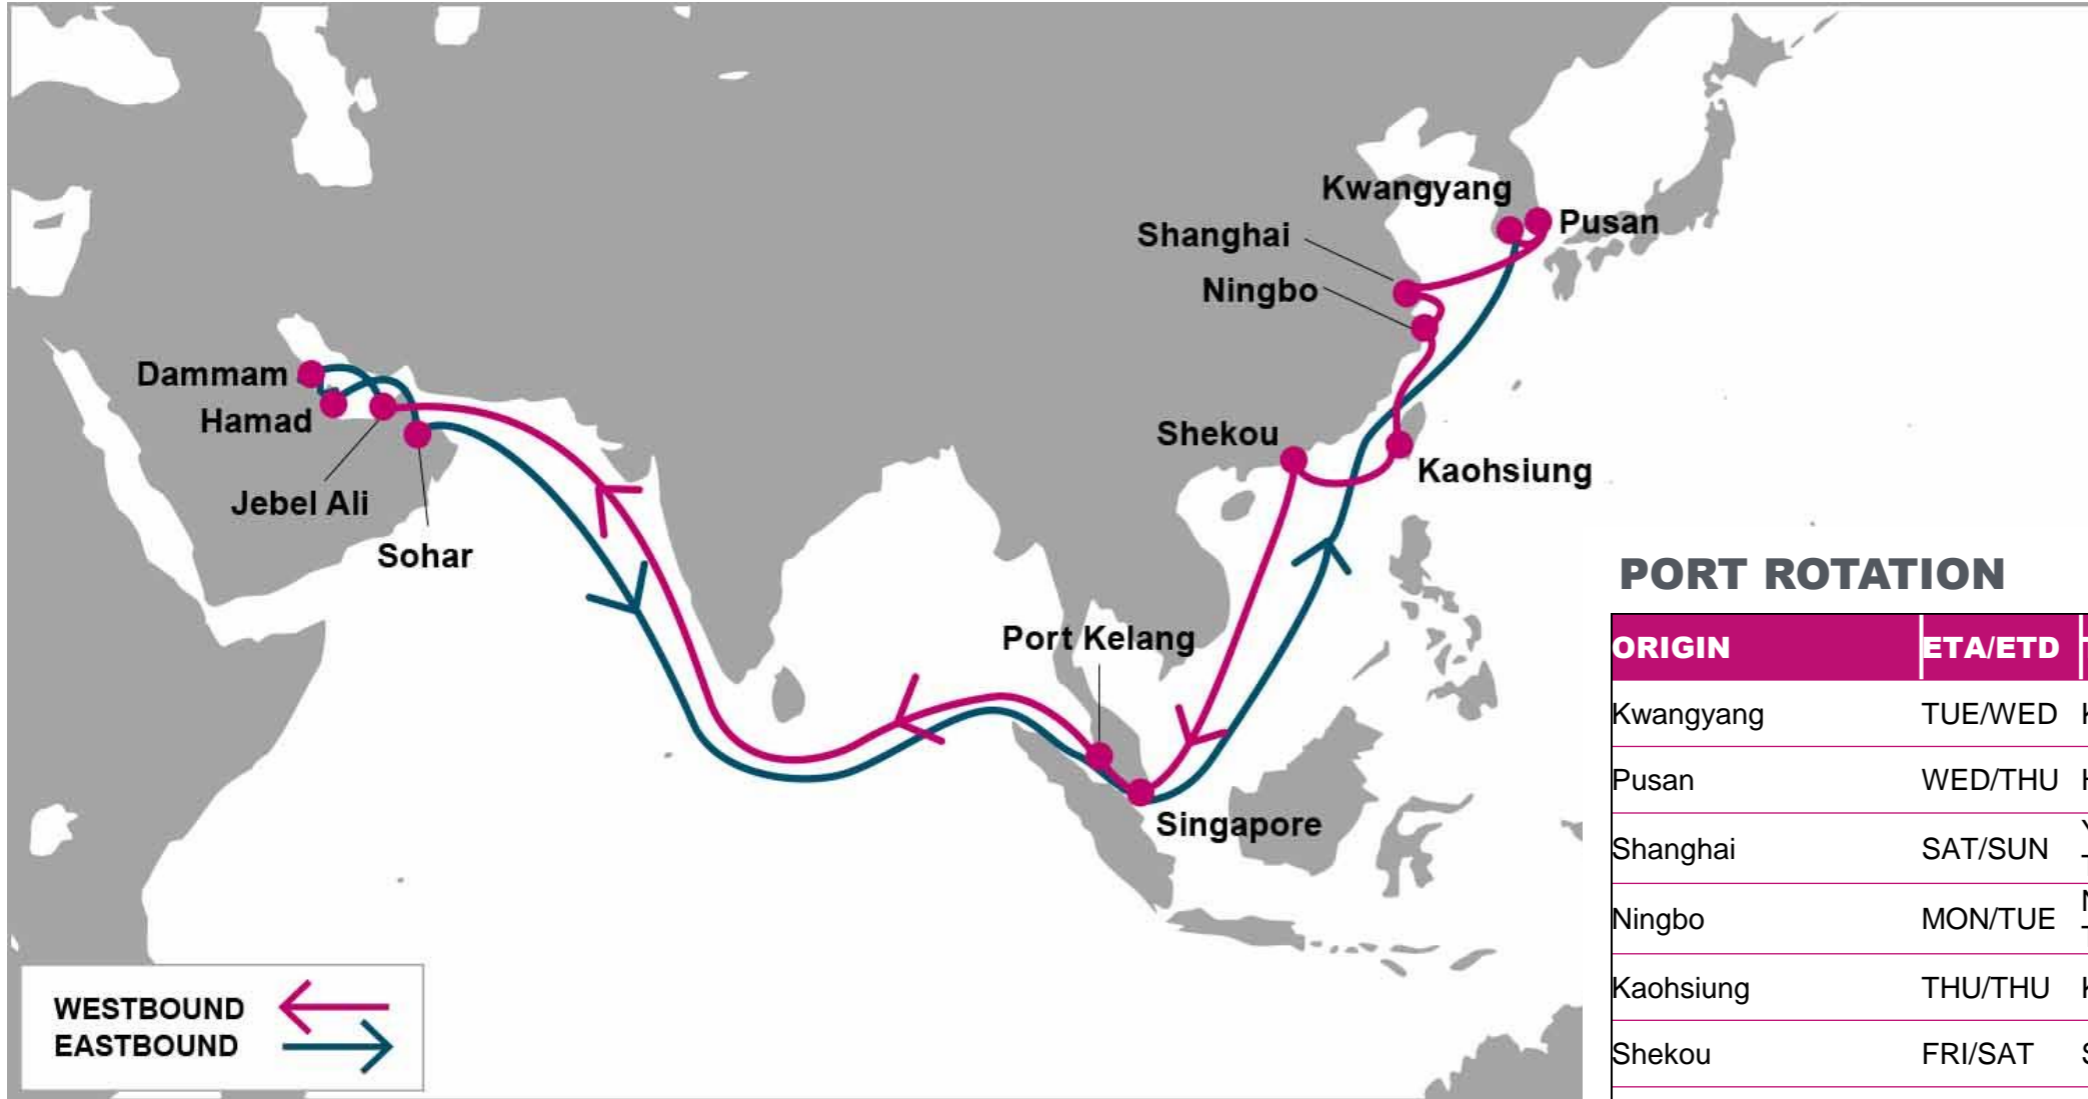 Kwangyang
Pusan
Shanghai
Ningbo
Dammam
Hamad
Shekou
Kaohsiung
Jebel Ali
Sohar
Port Kelang
Singapore
WESTBOUND
EASTBOUND
PORT ROTATION
ORIGIN ETA/ETD
Kwangyang TUE/WED
Pusan WED/THU
Shanghai SAT/SUN
Ningbo MON/TUE
Kaohsiung THU/THU
Shekou FRI/SAT